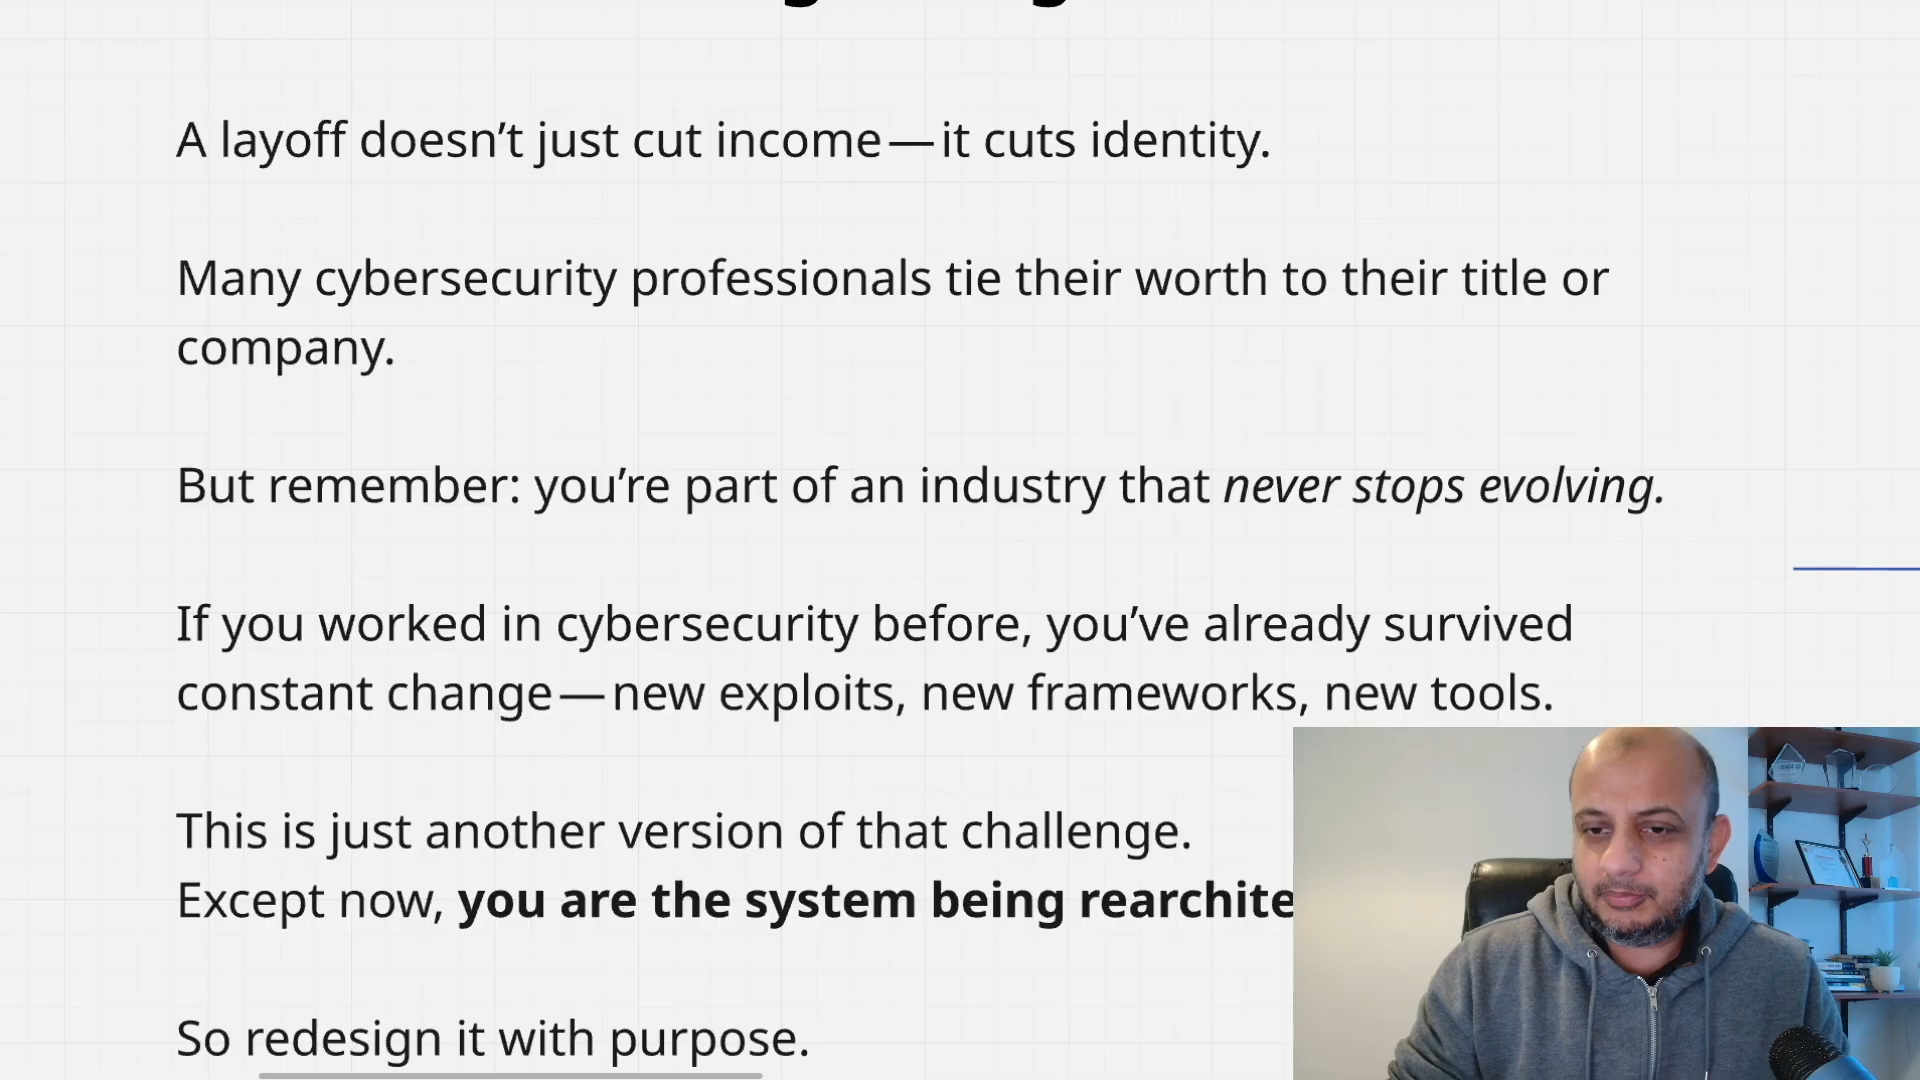 A layoff doesn’t just cut income — it cuts identity.
Many cybersecurity professionals tie their worth to their title or
company.
But remember: you’re part of an industry that never stops evolving.
If you worked in cybersecurity before, you’ve already survived
constant change — new exploits, new frameworks, new tools.
This is just another version of that challenge.
Except now, you are the system being rearchite
So redesign it with purpose.